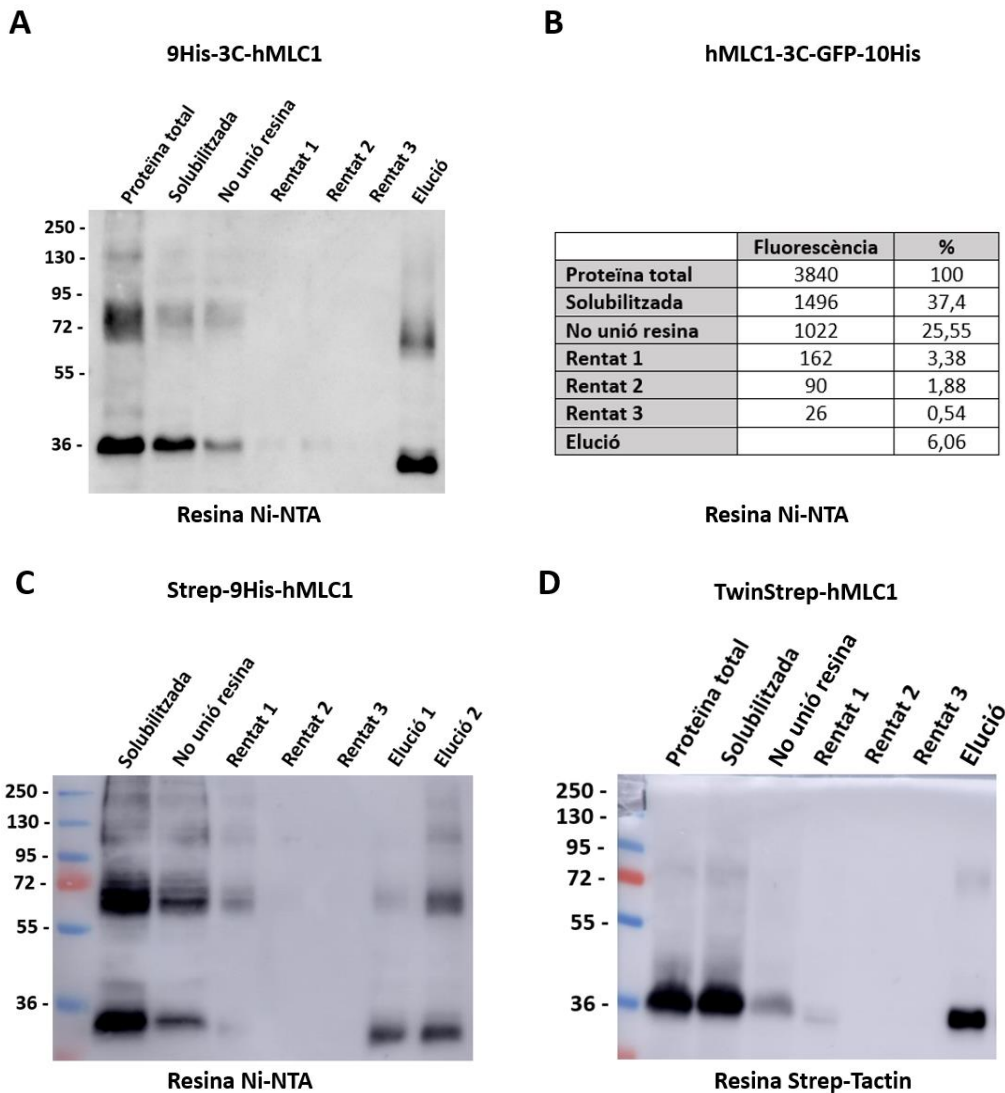 A
9His-3C-hMLC1
Proteïna total
Solubilitzada
No unió resina
Rentat 1
Rentat 2
Rentat 3
Elució
250 -
130 -
95 -
72 -
55 -
36 -
Resina Ni-NTA
B
hMLC1-3C-GFP-10His
Fluorescència %
Proteïna total 3840 100
Solubilitzada 1496 37,4
No unió resina 1022 25,55
Rentat 1 162 3,38
Rentat 2 90 1,88
Rentat 3 26 0,54
Elució 6,06
Resina Ni-NTA
C
Strep-9His-hMLC1
Solubilitzada
No unió resina
Rentat 1
Rentat 2
Rentat 3
Elució 1
Elució 2
250 -
130 -
95 -
72 -
55 -
36 -
Resina Ni-NTA
D
TwinStrep-hMLC1
Proteïna total
Solubilitzada
No unió resina
Rentat 1
Rentat 2
Rentat 3
Elució
250 -
130 -
95 -
72 -
55 -
36 -
Resina Strep-Tactin